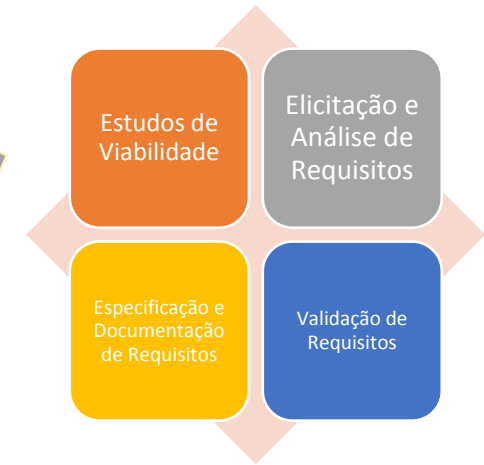 Estudos de
Viabilidade
Elicitação e
Análise de
Requisitos
Especificação e
Documentação
de Requisitos
Validação de
Requisitos